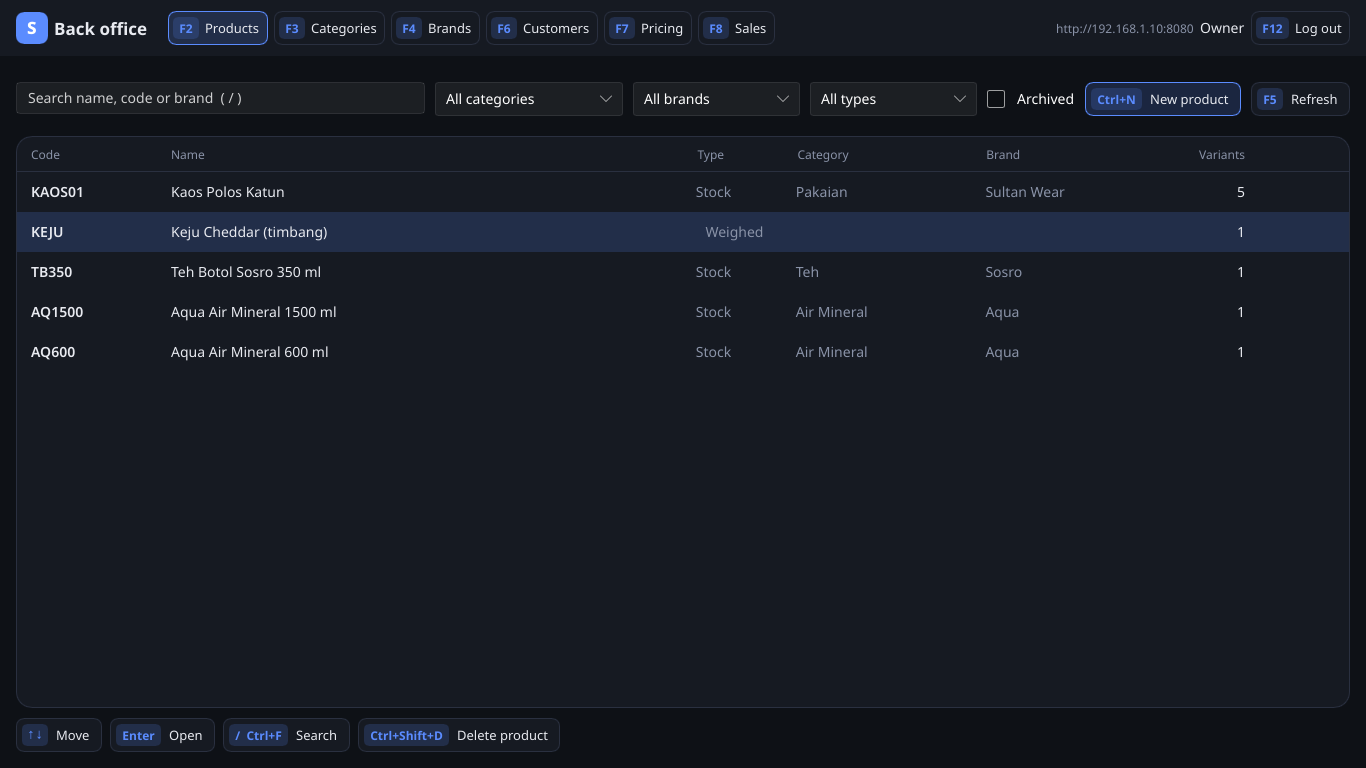 S Back office F2 Products F3 Categories F4 Brands F6 Customers F7 Pricing F8 Sales http://192.168.1.10:8080 Owner F12 Log out
Search name, code or brand ( / ) All categories All brands All types Archived Ctrl+N New product F5 Refresh
Code Name Type Category Brand Variants
KAOS01 Kaos Polos Katun Stock Pakaian Sultan Wear 5
KEJU Keju Cheddar (timbang) Weighed 1
TB350 Teh Botol Sosro 350 ml Stock Teh Sosro 1
AQ1500 Aqua Air Mineral 1500 ml Stock Air Mineral Aqua 1
AQ600 Aqua Air Mineral 600 ml Stock Air Mineral Aqua 1
↑↓ Move Enter Open / Ctrl+F Search Ctrl+Shift+D Delete product